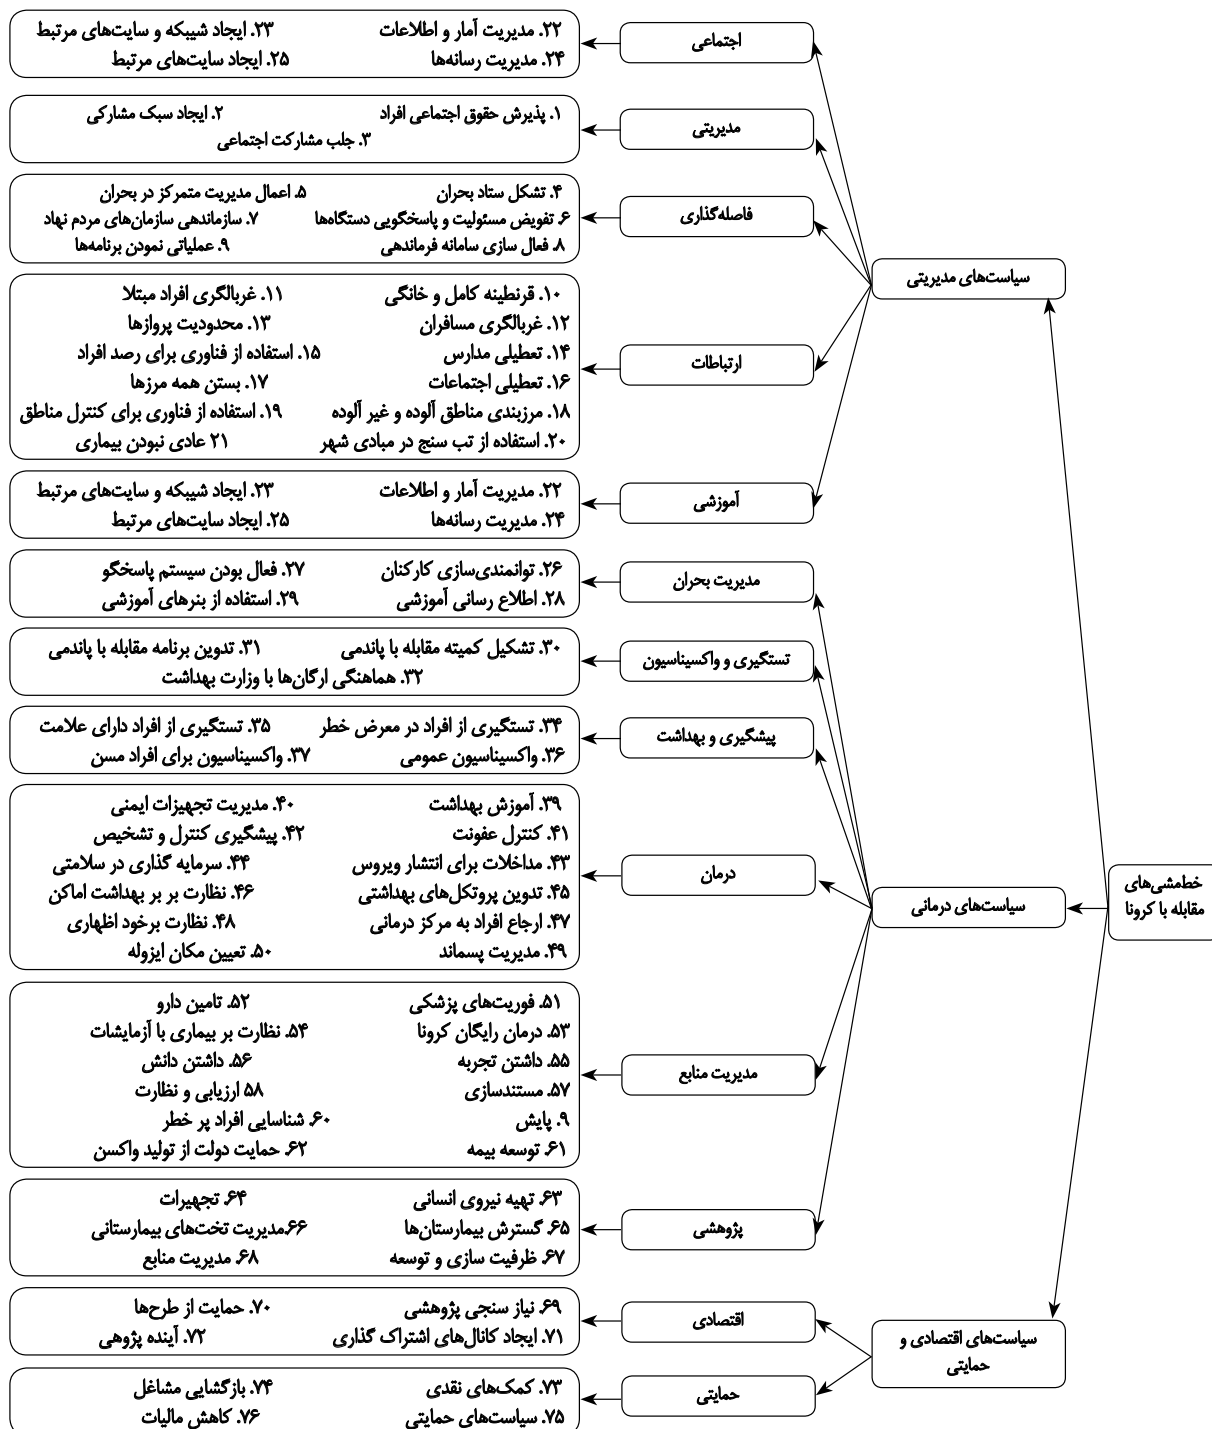 خط‌مشی‌های
مقابله با کرونا
سیاست‌های مدیریتی
اجتماعی
۲۲. مدیریت آمار و اطلاعات ۲۳. ایجاد شیبکه و سایت‌های مرتبط
۲۴. مدیریت رسانه‌ها ۲۵. ایجاد سایت‌های مرتبط
مدیریتی
۱. پذیرش حقوق اجتماعی افراد ۲. ایجاد سبک مشارکی
۳. جلب مشارکت اجتماعی
فاصله‌گذاری
۴. تشکل ستاد بحران ۵. اعمال مدیریت متمرکز در بحران
۶. تفویض مسئولیت و پاسخگویی دستگاه‌ها ۷. سازماندهی سازمان‌های مردم نهاد
۸. فعال سازی سامانه فرماندهی ۹. عملیاتی نمودن برنامه‌ها
ارتباطات
۱۰. قرنطینه کامل و خانگی ۱۱. غربالگری افراد مبتلا
۱۲. غربالگری مسافران ۱۳. محدودیت پروازها
۱۴. تعطیلی مدارس ۱۵. استفاده از فناوری برای رصد افراد
۱۶. تعطیلی اجتماعات ۱۷. بستن همه مرزها
۱۸. مرزبندی مناطق آلوده و غیر آلوده ۱۹. استفاده از فناوری برای کنترل مناطق
۲۰. استفاده از تب سنج در مبادی شهر ۲۱ عادی نبودن بیماری
آموزشی
۲۲. مدیریت آمار و اطلاعات ۲۳. ایجاد شیبکه و سایت‌های مرتبط
۲۴. مدیریت رسانه‌ها ۲۵. ایجاد سایت‌های مرتبط
سیاست‌های درمانی
مدیریت بحران
۲۶. توانمندی‌سازی کارکنان ۲۷. فعال بودن سیستم پاسخگو
۲۸. اطلاع رسانی آموزشی ۲۹. استفاده از بنرهای آموزشی
تستگیری و واکسیناسیون
۳۰. تشکیل کمیته مقابله با پاندمی ۳۱. تدوین برنامه مقابله با پاندمی
۳۲. هماهنگی ارگان‌ها با وزارت بهداشت
پیشگیری و بهداشت
۳۴. تستگیری از افراد در معرض خطر ۳۵. تستگیری از افراد دارای علامت
۳۶. واکسیناسیون عمومی ۳۷. واکسیناسیون برای افراد مسن
درمان
۳۹. آموزش بهداشت ۴۰. مدیریت تجهیزات ایمنی
۴۱. کنترل عفونت ۴۲. پیشگیری کنترل و تشخیص
۴۳. مداخلات برای انتشار ویروس ۴۴. سرمایه گذاری در سلامتی
۴۵. تدوین پروتکل‌های بهداشتی ۴۶. نظارت بر بر بهداشت اماکن
۴۷. ارجاع افراد به مرکز درمانی ۴۸. نظارت برخود اظهاری
۴۹. مدیریت پسماند ۵۰. تعیین مکان ایزوله
مدیریت منابع
۵۱. فوریت‌های پزشکی ۵۲. تامین دارو
۵۳. درمان رایگان کرونا ۵۴. نظارت بر بیماری با آزمایشات
۵۵. داشتن تجربه ۵۶. داشتن دانش
۵۷. مستندسازی ۵۸ ارزیابی و نظارت
۹. پایش ۶۰. شناسایی افراد پر خطر
۶۱. توسعه بیمه ۶۲. حمایت دولت از تولید واکسن
پژوهشی
۶۳. تهیه نیروی انسانی ۶۴. تجهیرات
۶۵. گسترش بیمارستان‌ها ۶۶.مدیریت تخت‌های بیمارستانی
۶۷. ظرفیت سازی و توسعه ۶۸. مدیریت منابع
سیاست‌های اقتصادی و
حمایتی
اقتصادی
۶۹. نیاز سنجی پژوهشی ۷۰. حمایت از طرح‌ها
۷۱. ایجاد کانال‌های اشتراک گذاری ۷۲. آینده پژوهی
حمایتی
۷۳. کمک‌های نقدی ۷۴. بازگشایی مشاغل
۷۵. سیاست‌های حمایتی ۷۶. کاهش مالیات